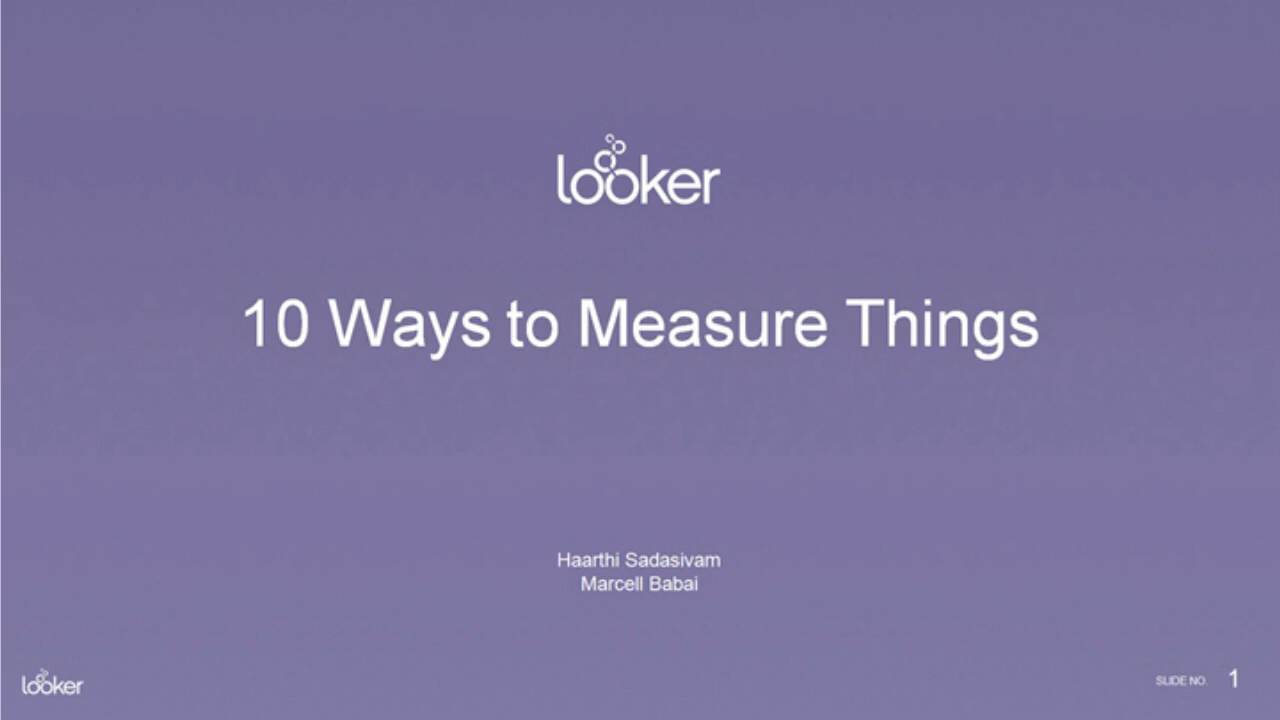 looker
10 Ways to Measure Things
Haarthi Sadasivam
Marcell Babai
looker
SLIDE NO. 1